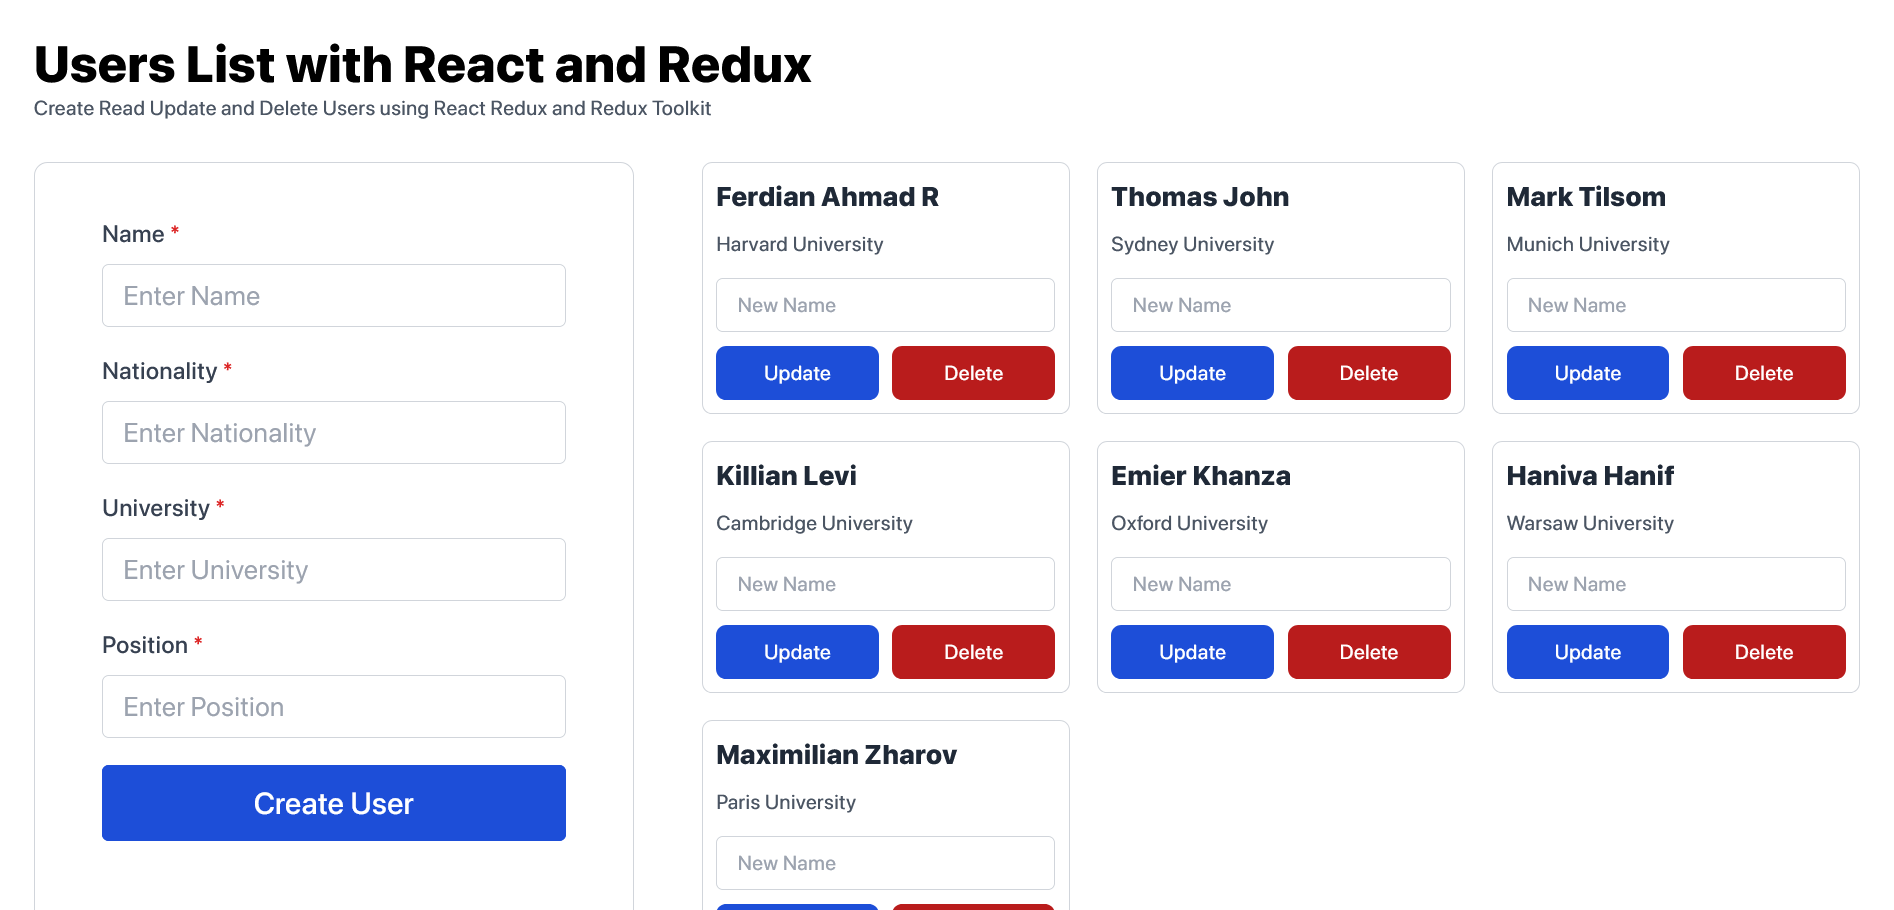 Users List with React and Redux
Create Read Update and Delete Users using React Redux and Redux Toolkit
Name *
Enter Name
Nationality *
Enter Nationality
University *
Enter University
Position *
Enter Position
Create User
Ferdian Ahmad R
Harvard University
New Name
Update Delete
Thomas John
Sydney University
New Name
Update Delete
Mark Tilsom
Munich University
New Name
Update Delete
Killian Levi
Cambridge University
New Name
Update Delete
Emier Khanza
Oxford University
New Name
Update Delete
Haniva Hanif
Warsaw University
New Name
Update Delete
Maximilian Zharov
Paris University
New Name